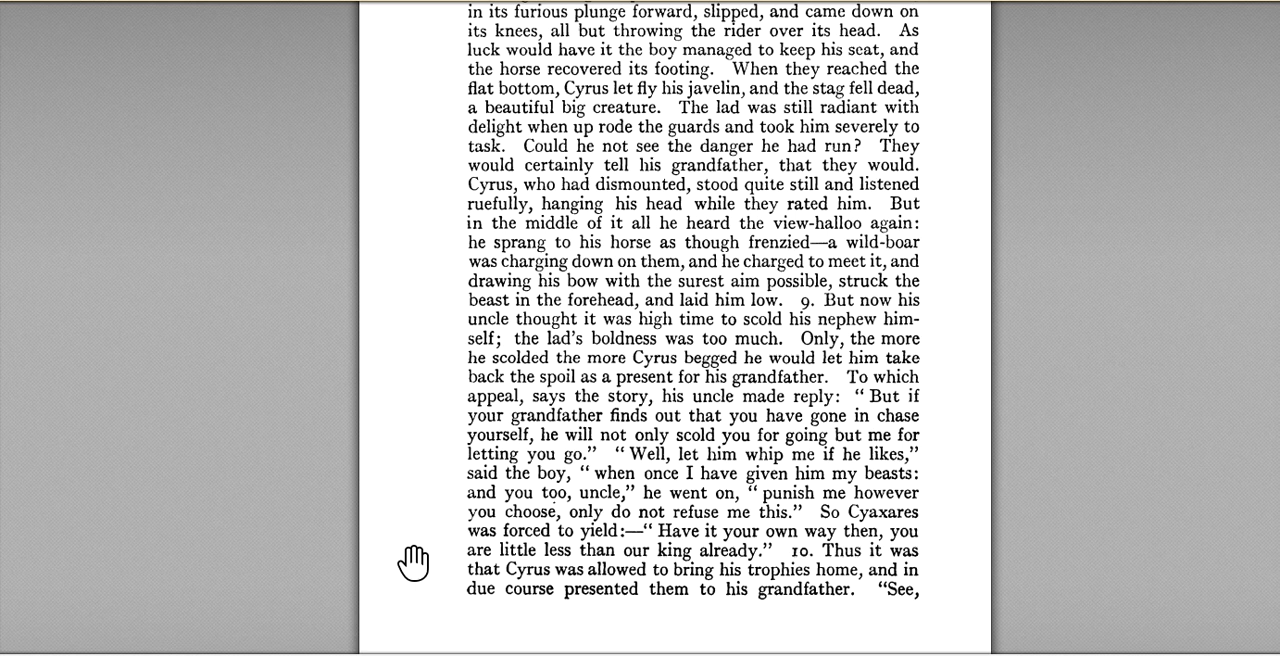 in its furious plunge forward, slipped, and came down on
its knees, all but throwing the rider over its head. As
luck would have it the boy managed to keep his seat, and
the horse recovered its footing. When they reached the
flat bottom, Cyrus let fly his javelin, and the stag fell dead,
a beautiful big creature. The lad was still radiant with
delight when up rode the guards and took him severely to
task. Could he not see the danger he had run? They
would certainly tell his grandfather, that they would.
Cyrus, who had dismounted, stood quite still and listened
ruefully, hanging his head while they rated him. But
in the middle of it all he heard the view-halloo again:
he sprang to his horse as though frenzied—a wild-boar
was charging down on them, and he charged to meet it, and
drawing his bow with the surest aim possible, struck the
beast in the forehead, and laid him low. 9. But now his
uncle thought it was high time to scold his nephew him-
self; the lad's boldness was too much. Only, the more
he scolded the more Cyrus begged he would let him take
back the spoil as a present for his grandfather. To which
appeal, says the story, his uncle made reply: “ But if
your grandfather finds out that you have gone in chase
yourself, he will not only scold you for going but me for
letting you go.” “ Well, let him whip me if he likes,”
said the boy, “ when once I have given him my beasts:
and you too, uncle,” he went on, “ punish me however
you choose, only do not refuse me this.” So Cyaxares
was forced to yield:—“ Have it your own way then, you
are little less than our king already.” 10. Thus it was
that Cyrus was allowed to bring his trophies home, and in
due course presented them to his grandfather. “See,